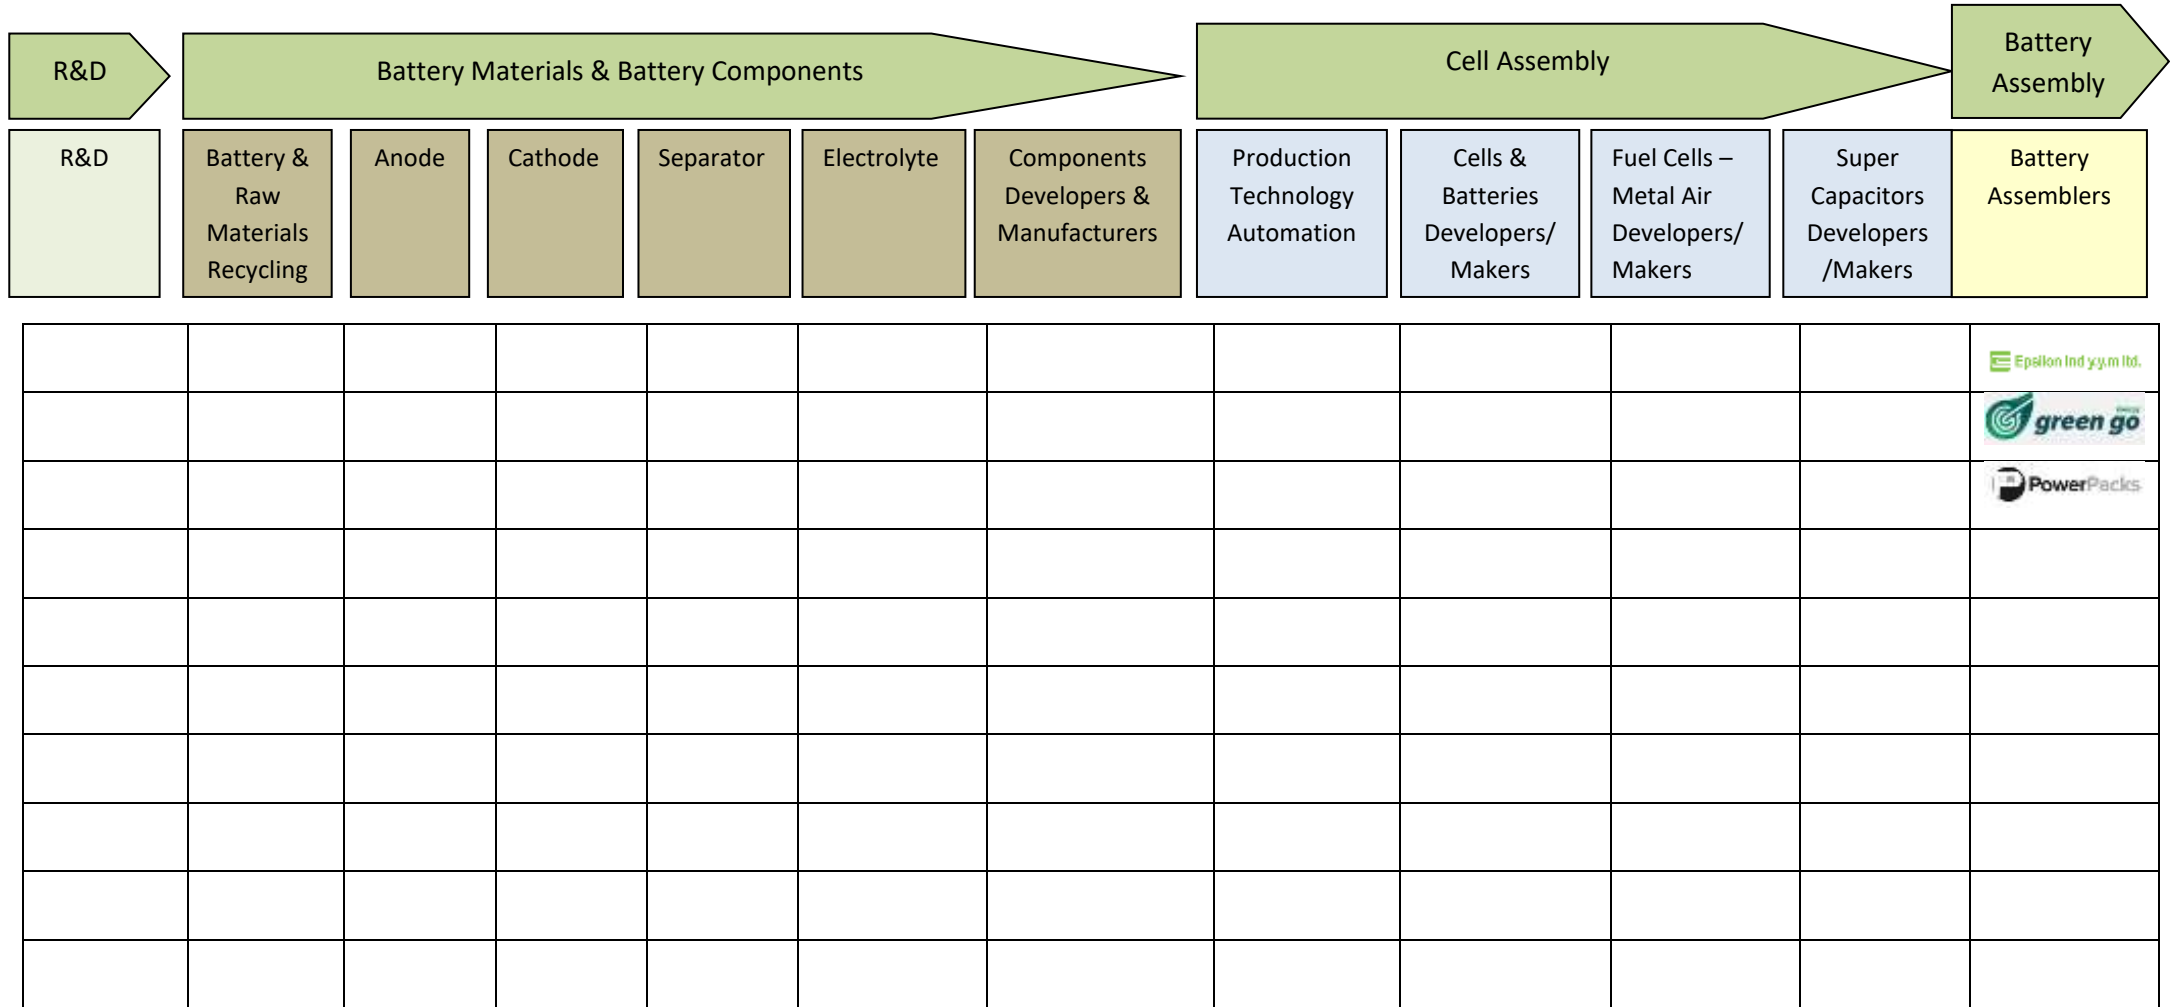 R&D
Battery Materials & Battery Components
Cell Assembly
Battery
Assembly
R&D
Battery &
Raw
Materials
Recycling
Anode
Cathode
Separator
Electrolyte
Components
Developers &
Manufacturers
Production
Technology
Automation
Cells &
Batteries
Developers/
Makers
Fuel Cells –
Metal Air
Developers/
Makers
Super
Capacitors
Developers
/Makers
Battery
Assemblers
Epsilon Ind y.y.m ltd.
green go
PowerPacks